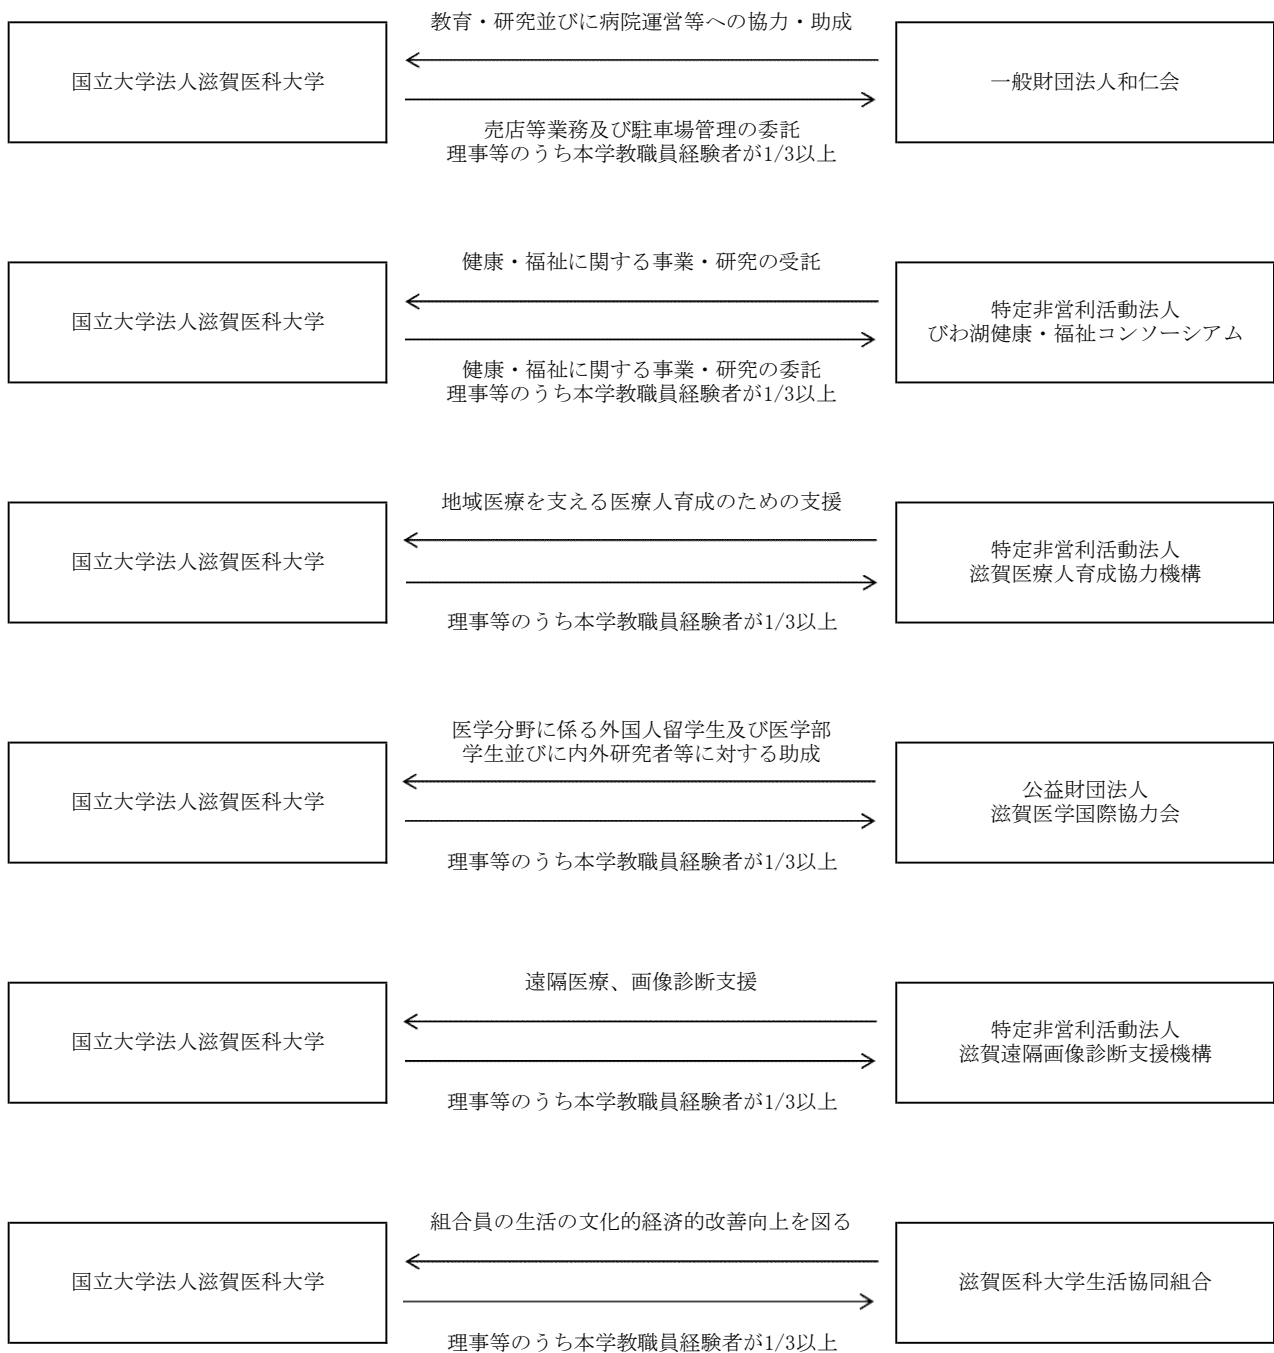 教育・研究並びに病院運営等への協力・助成
国立大学法人滋賀医科大学
一般財団法人和仁会
売店等業務及び駐車場管理の委託
理事等のうち本学教職員経験者が1/3以上
健康・福祉に関する事業・研究の受託
国立大学法人滋賀医科大学
特定非営利活動法人
びわ湖健康・福祉コンソーシアム
健康・福祉に関する事業・研究の委託
理事等のうち本学教職員経験者が1/3以上
地域医療を支える医療人育成のための支援
国立大学法人滋賀医科大学
特定非営利活動法人
滋賀医療人育成協力機構
理事等のうち本学教職員経験者が1/3以上
医学分野に係る外国人留学生及び医学部
学生並びに内外研究者等に対する助成
国立大学法人滋賀医科大学
公益財団法人
滋賀医学国際協力会
理事等のうち本学教職員経験者が1/3以上
遠隔医療、画像診断支援
国立大学法人滋賀医科大学
特定非営利活動法人
滋賀遠隔画像診断支援機構
理事等のうち本学教職員経験者が1/3以上
組合員の生活の文化的経済的改善向上を図る
国立大学法人滋賀医科大学
滋賀医科大学生活協同組合
理事等のうち本学教職員経験者が1/3以上